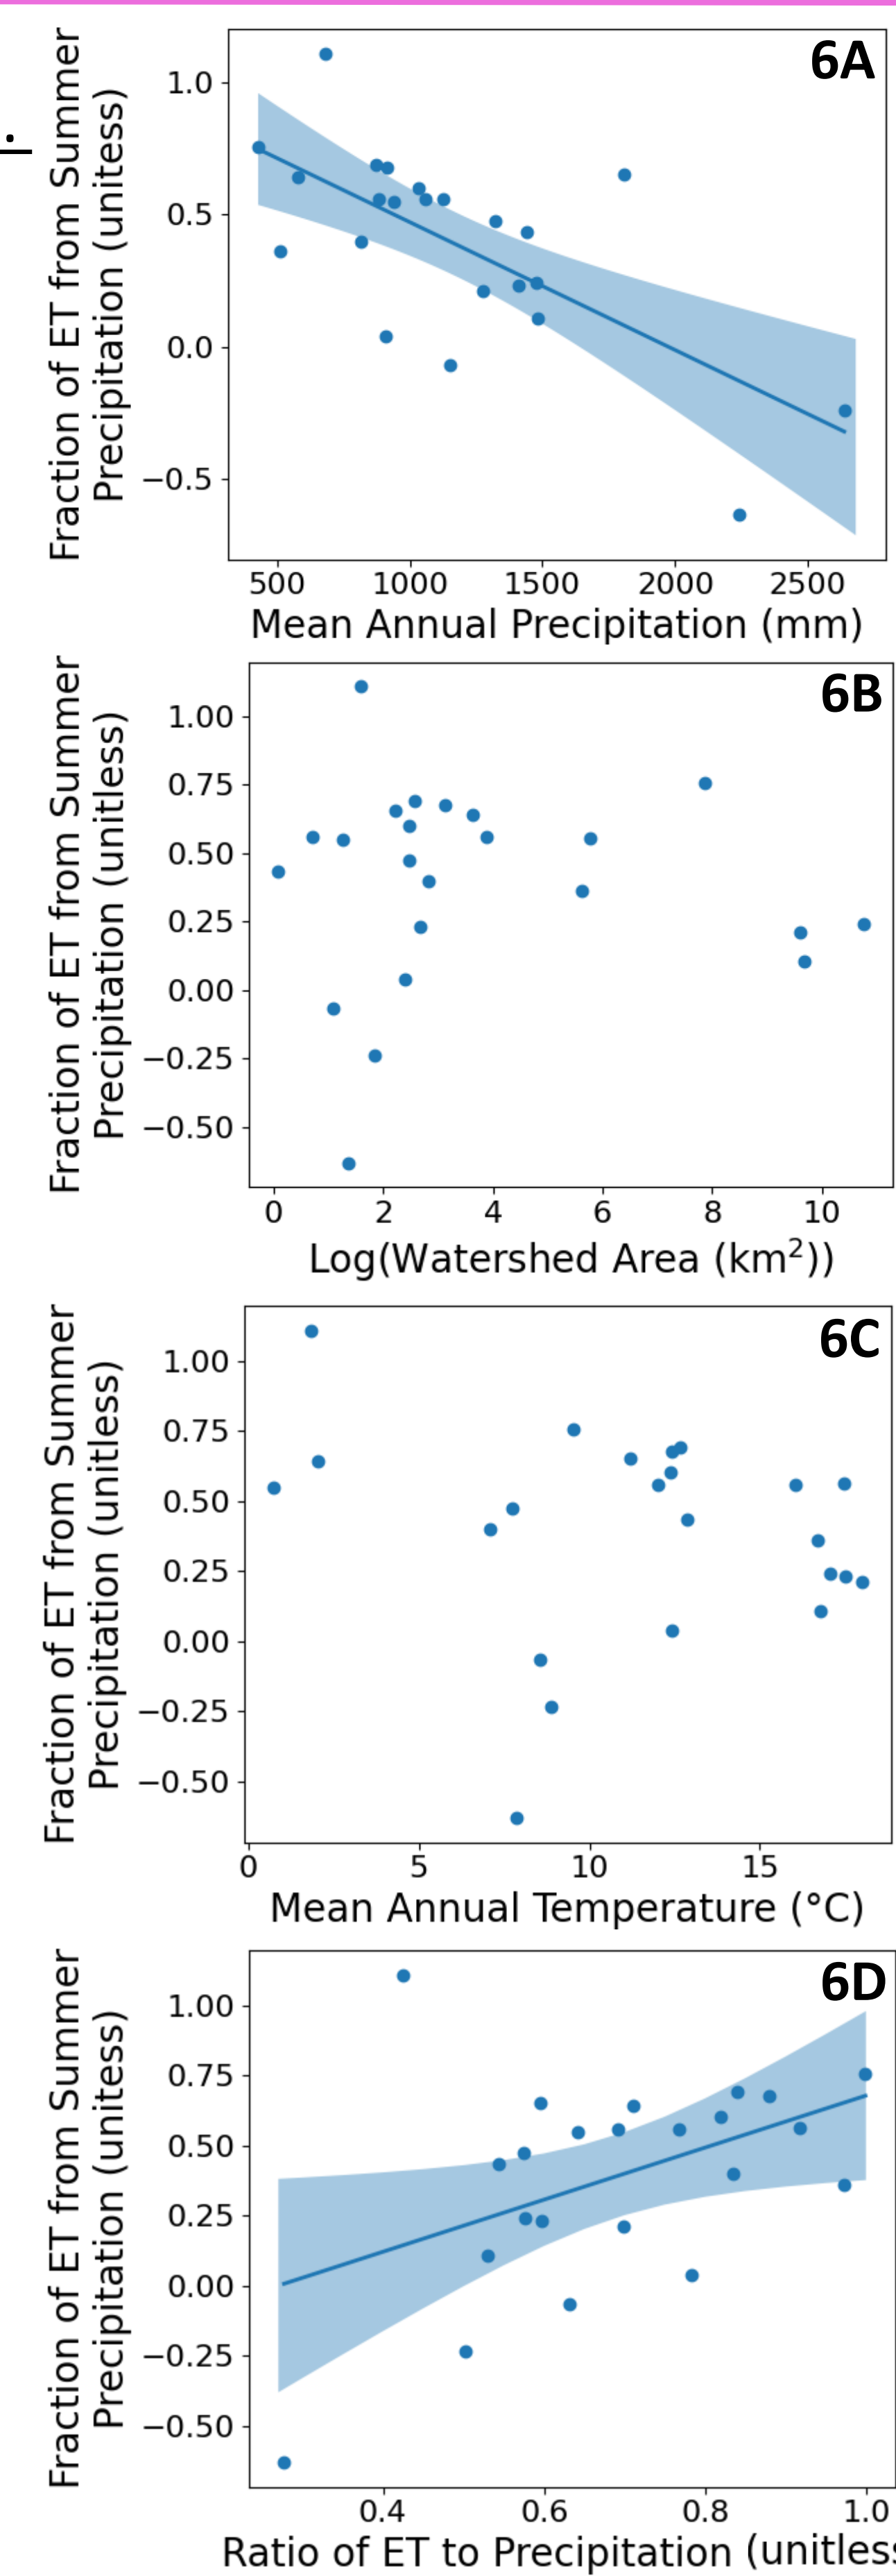 6A
Fraction of ET from Summer
Precipitation (unitess)
1.0
0.5
0.0
−0.5
500 1000 1500 2000 2500
Mean Annual Precipitation (mm)
6B
Fraction of ET from Summer
Precipitation (unitless)
1.00
0.75
0.50
0.25
0.00
−0.25
−0.50
0 2 4 6 8 10
Log(Watershed Area (km²))
6C
Fraction of ET from Summer
Precipitation (unitless)
1.00
0.75
0.50
0.25
0.00
−0.25
−0.50
0 5 10 15
Mean Annual Temperature (°C)
6D
Fraction of ET from Summer
Precipitation (unitess)
1.00
0.75
0.50
0.25
0.00
−0.25
−0.50
0.4 0.6 0.8 1.0
Ratio of ET to Precipitation (unitless